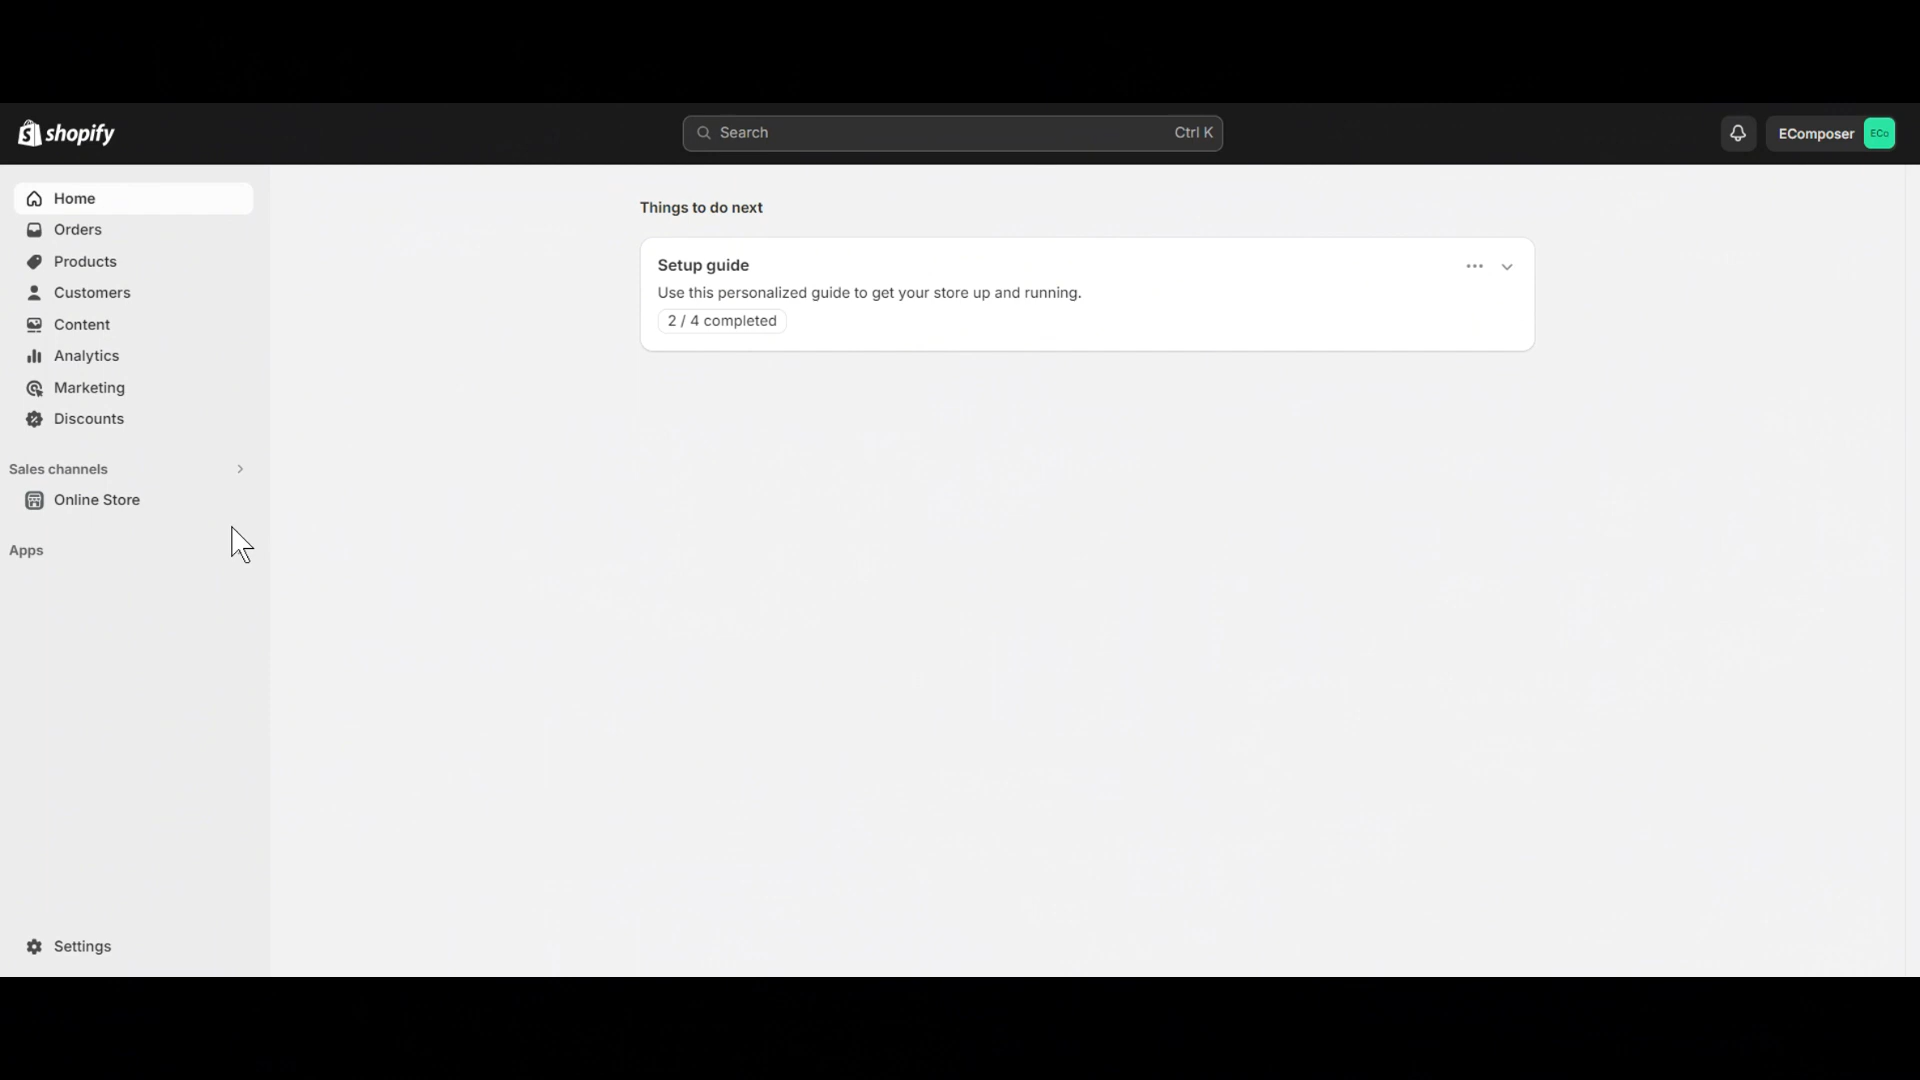 shopify
Search
Ctrl K
EComposer
ECo
Home
Orders
Products
Customers
Content
Analytics
Marketing
Discounts
Sales channels
Online Store
Apps
Settings
Things to do next
Setup guide
Use this personalized guide to get your store up and running.
2 / 4 completed